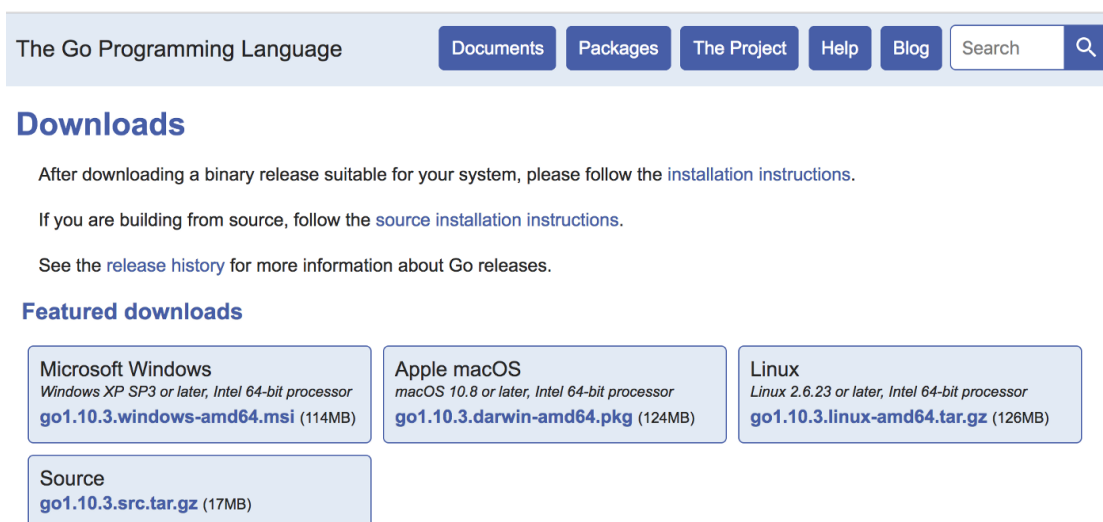 The Go Programming Language
Documents
Packages
The Project
Help
Blog
Search
Downloads
After downloading a binary release suitable for your system, please follow the installation instructions.
If you are building from source, follow the source installation instructions.
See the release history for more information about Go releases.
Featured downloads
Microsoft Windows
Windows XP SP3 or later, Intel 64-bit processor
go1.10.3.windows-amd64.msi (114MB)
Apple macOS
macOS 10.8 or later, Intel 64-bit processor
go1.10.3.darwin-amd64.pkg (124MB)
Linux
Linux 2.6.23 or later, Intel 64-bit processor
go1.10.3.linux-amd64.tar.gz (126MB)
Source
go1.10.3.src.tar.gz (17MB)